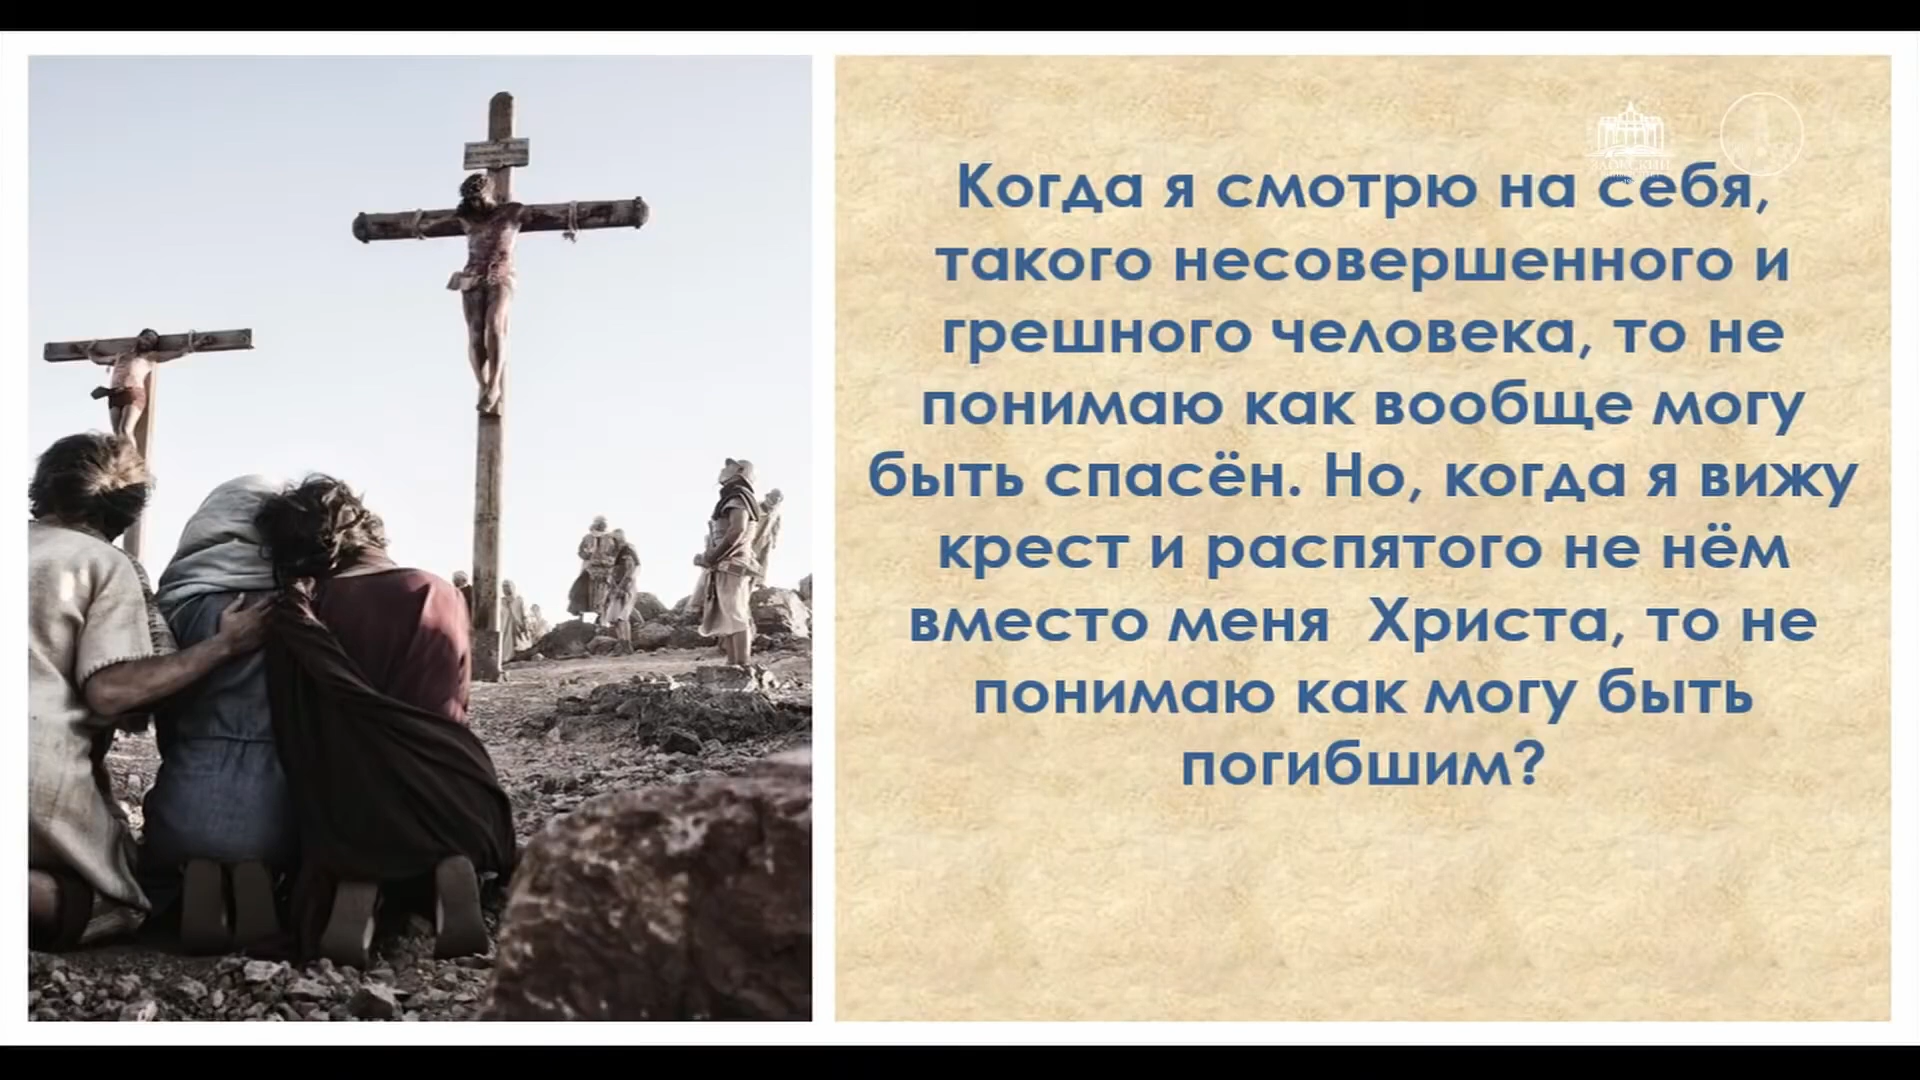 Когда я смотрю на себя,
такого несовершенного и
грешного человека, то не
понимаю как вообще могу
быть спасён. Но, когда я вижу
крест и распятого не нём
вместо меня Христа, то не
понимаю как могу быть
погибшим?
ЗАОКСКИЙ